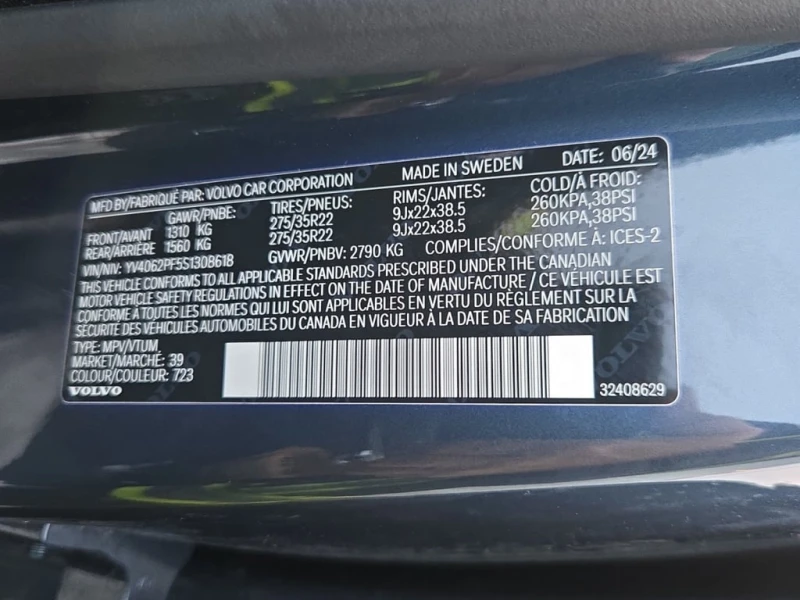 MFD BY/FABRIQUÉ PAR: VOLVO CAR CORPORATION MADE IN SWEDEN DATE: 06/24
GAWR/PNBE: TIRES/PNEUS: RIMS/JANTES: COLD/À FROID:
FRONT/AVANT 1310 KG 275/35R22 9Jx22x38.5 260KPA,38PSI
REAR/ARRIÈRE 1560 KG 275/35R22 9Jx22x38.5 260KPA,38PSI
GVWR/PNBV: 2790 KG COMPLIES/CONFORME À: ICES-2
VIN/NIV: YV4062PF5S1308618
THIS VEHICLE CONFORMS TO ALL APPLICABLE STANDARDS PRESCRIBED UNDER THE CANADIAN
MOTOR VEHICLE SAFETY REGULATIONS IN EFFECT ON THE DATE OF MANUFACTURE / CE VÉHICULE EST
CONFORME À TOUTES LES NORMES QUI LUI SONT APPLICABLES EN VERTU DU RÈGLEMENT SUR LA
SÉCURITÉ DES VÉHICULES AUTOMOBILES DU CANADA EN VIGUEUR À LA DATE DE SA FABRICATION
TYPE: MPV/VTUM
MARKET/MARCHÉ: 39
COLOUR/COULEUR: 723
VOLVO 32408629